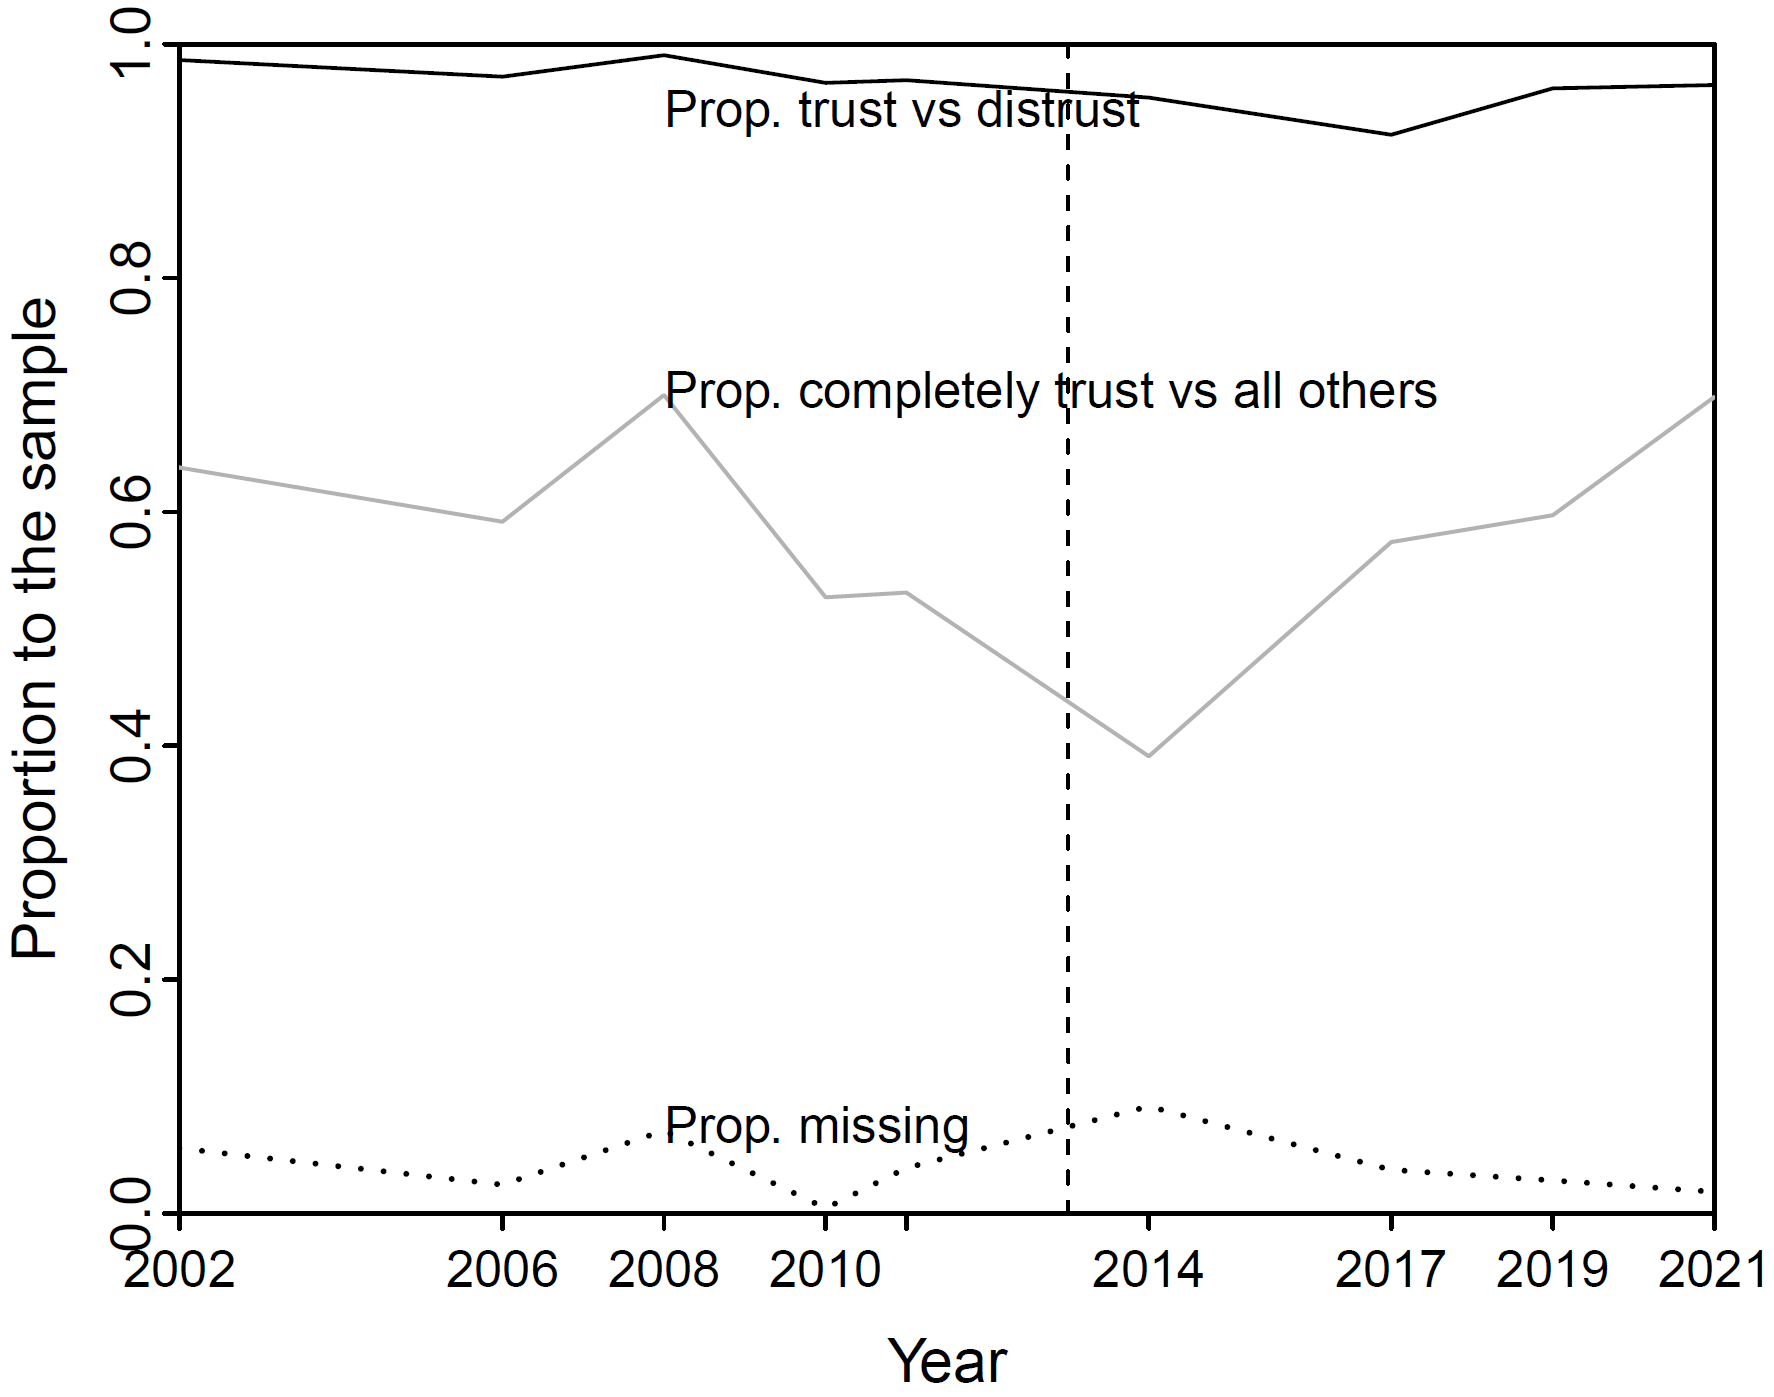 Proportion to the sample
1.0
0.8
0.6
0.4
0.2
0.0
Prop. trust vs distrust
Prop. completely trust vs all others
Prop. missing
2002 2006 2008 2010 2014 2017 2019 2021
Year